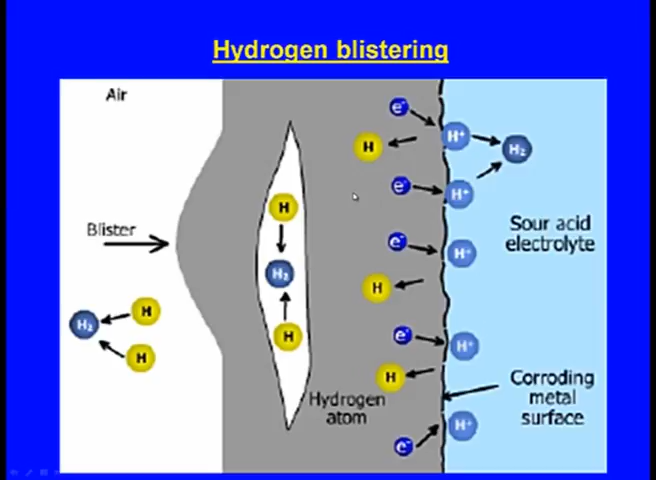 Hydrogen blistering
Air
e⁻
H⁺
H
H₂
e⁻
H⁺
H
Sour acid
electrolyte
Blister
e⁻
H⁺
H₂
H
H
H₂
H
e⁻
H⁺
H
H
Hydrogen
atom
Corroding
metal
surface
e⁻
H⁺